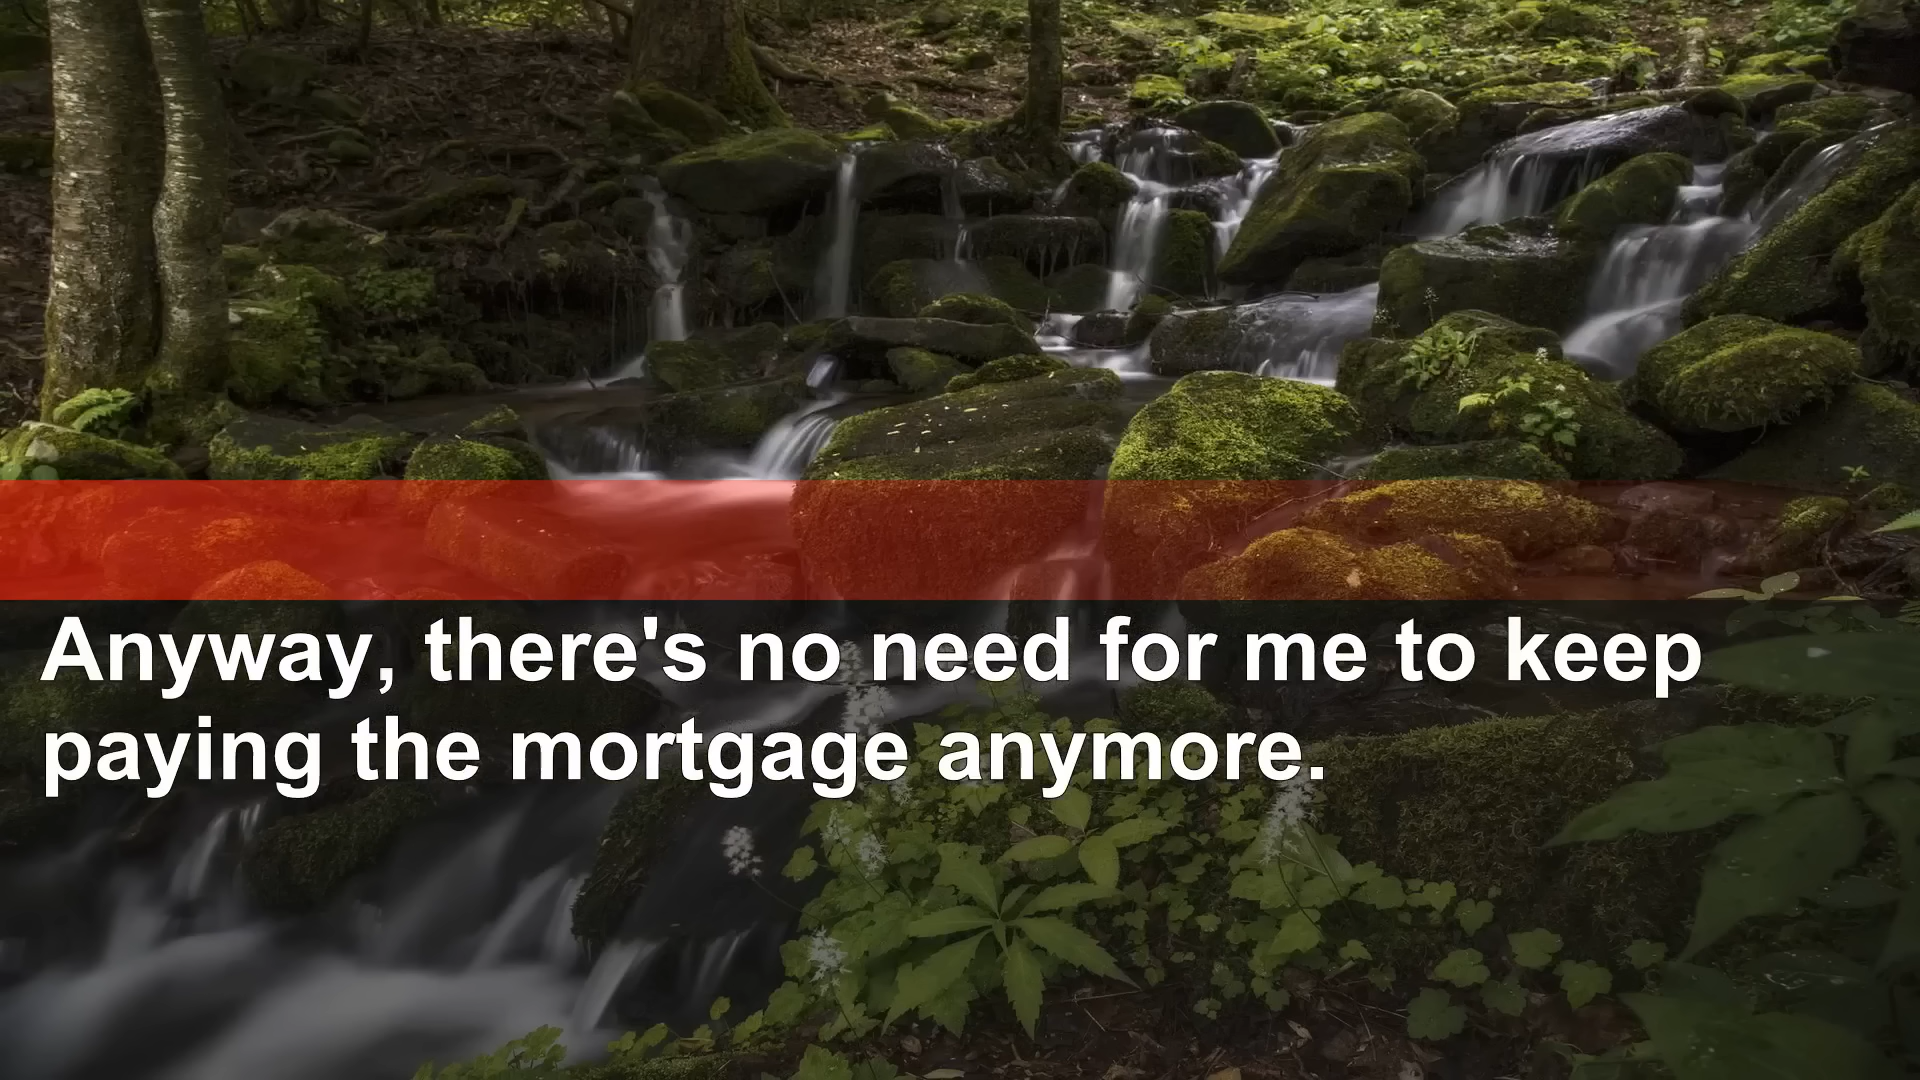 Anyway, there's no need for me to keep
paying the mortgage anymore.